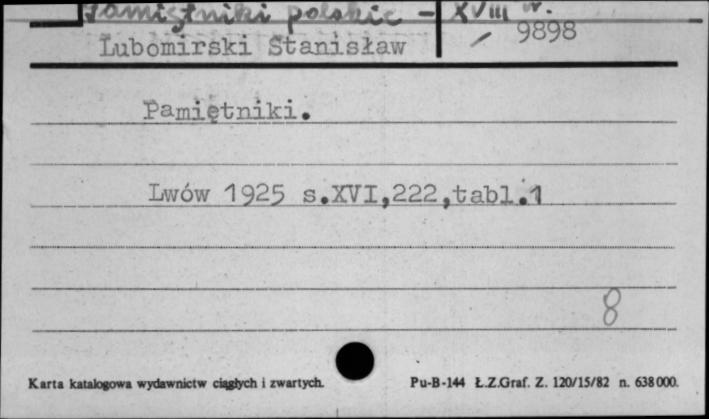 Pamiętniki polskie - XVIII w.
Lubomirski Stanisław
9898
Pamiętniki.
Lwów 1925 s.XVI,222,tabl.1
8
Karta katalogowa wydawnictw ciągłych i zwartych.
Pu-B-144 Ł.Z.Graf. Z. 120/15/82 n. 638000.